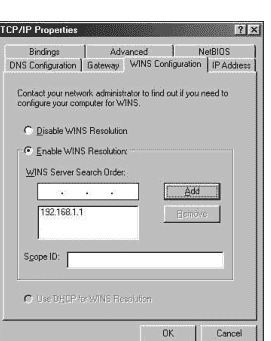 TCP/IP Properties
Bindings Advanced NetBIOS
DNS Configuration Gateway WINS Configuration IP Address
Contact your network administrator to find out if you need to
configure your computer for WINS.
Disable WINS Resolution
Enable WINS Resolution:
WINS Server Search Order:
. . .
Add
192.168.1.1
Remove
Scope ID:
Use DHCP for WINS Resolution
OK Cancel